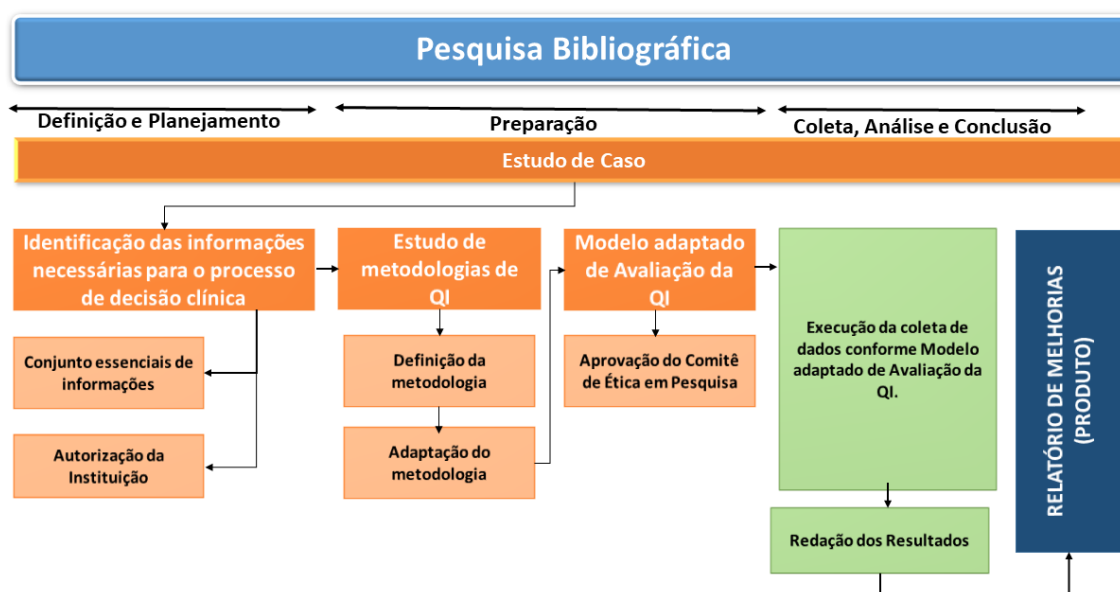 Pesquisa Bibliográfica
Definição e Planejamento
Preparação
Coleta, Análise e Conclusão
Estudo de Caso
Identificação das informações
necessárias para o processo
de decisão clínica
Estudo de
metodologias de
QI
Modelo adaptado
de Avaliação da
QI
Conjunto essenciais de
informações
Autorização da
Instituição
Definição da
metodologia
Adaptação do
metodologia
Aprovação do Comitê
de Ética em Pesquisa
Execução da coleta de
dados conforme Modelo
adaptado de Avaliação da
QI.
Redação dos Resultados
RELATÓRIO DE MELHORIAS
(PRODUTO)